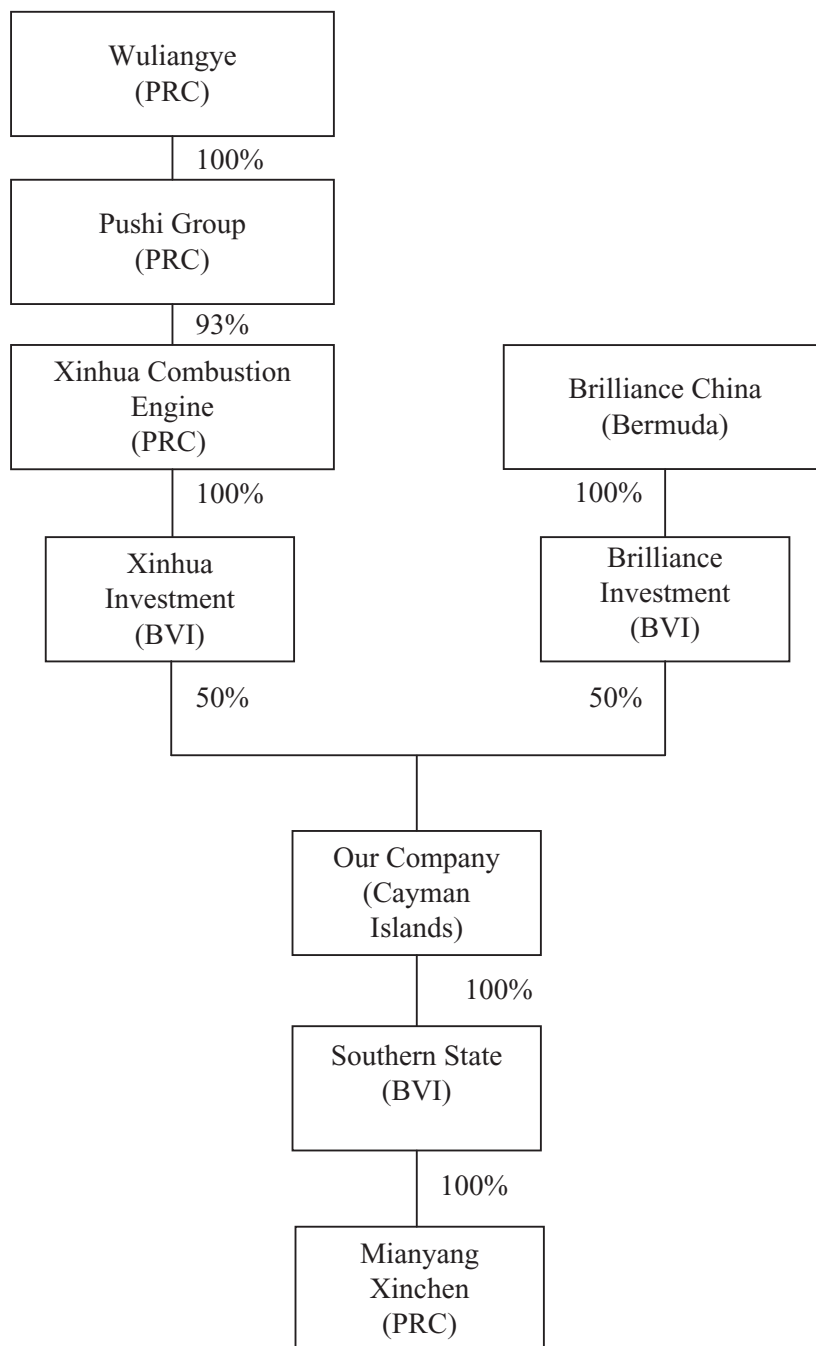 Wuliangye
(PRC)
100%
Pushi Group
(PRC)
93%
Xinhua Combustion
Engine
(PRC)
Brilliance China
(Bermuda)
100%
100%
Xinhua
Investment
(BVI)
Brilliance
Investment
(BVI)
50%
50%
Our Company
(Cayman
Islands)
100%
Southern State
(BVI)
100%
Mianyang
Xinchen
(PRC)